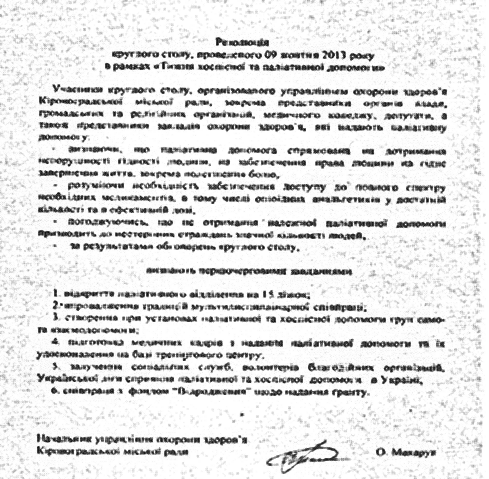 Резолюція
круглого столу, проведеного 09 жовтня 2013 року
в рамках «Тижня хоспісної та паліативної допомоги»
Учасники круглого столу, організованого управлінням охорони здоров'я
Кіровоградської міської ради, зокрема представники органів влади,
громадських та релігійних організацій, медичного коледжу, депутати, а
також представники закладів охорони здоров'я, які надають паліативну
допомогу:
- визнаючи, що паліативна допомога спрямована на дотримання
непорушності гідності людини, на забезпечення права людини на гідне
завершення життя, зокрема полегшення болю,
- розуміючи необхідність забезпечення доступу до повного спектру
необхідних медикаментів, в тому числі опіоїдних анальгетиків у достатній
кількості та в ефективній дозі,
- погоджуючись, що не отримання належної паліативної допомоги
призводить до нестерпних страждань значної кількості людей,
- за результатами обговорень круглого столу,
визнають першочерговими завданнями
1. відкриття паліативного відділення на 15 ліжок;
2. впровадження традицій мультидисциплінарної співпраці;
3. створення при установах паліативної та хоспісної допомоги груп само-
та взаємодопомоги;
4. підготовка медичних кадрів з надання паліативної допомоги та їх
удосконалення на базі тренінгового центру.
5. залучення соціальних служб, волонтерів благодійних організацій,
Української ліги сприяння паліативної та хоспісної допомоги в Україні;
6. співпраця з фондом "Відродження" щодо надання гранту.
Начальник управління охорони здоров'я
Кіровоградської міської ради О. Макарук